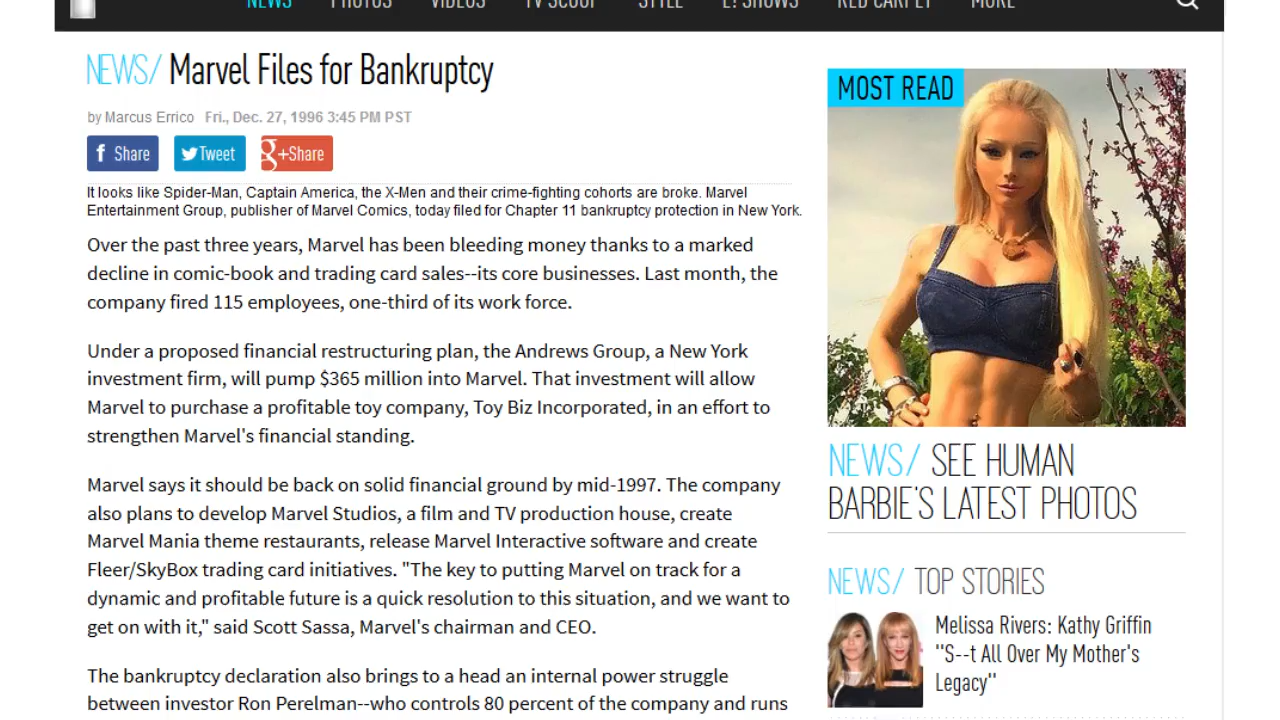 NEWS PHOTOS VIDEOS TV SCOOP STYLE E! SHOWS RED CARPET MORE
NEWS/ Marvel Files for Bankruptcy
by Marcus Errico Fri., Dec. 27, 1996 3:45 PM PST
f Share Tweet g+Share
It looks like Spider-Man, Captain America, the X-Men and their crime-fighting cohorts are broke. Marvel
Entertainment Group, publisher of Marvel Comics, today filed for Chapter 11 bankruptcy protection in New York.
Over the past three years, Marvel has been bleeding money thanks to a marked
decline in comic-book and trading card sales--its core businesses. Last month, the
company fired 115 employees, one-third of its work force.
Under a proposed financial restructuring plan, the Andrews Group, a New York
investment firm, will pump $365 million into Marvel. That investment will allow
Marvel to purchase a profitable toy company, Toy Biz Incorporated, in an effort to
strengthen Marvel's financial standing.
Marvel says it should be back on solid financial ground by mid-1997. The company
also plans to develop Marvel Studios, a film and TV production house, create
Marvel Mania theme restaurants, release Marvel Interactive software and create
Fleer/SkyBox trading card initiatives. "The key to putting Marvel on track for a
dynamic and profitable future is a quick resolution to this situation, and we want to
get on with it," said Scott Sassa, Marvel's chairman and CEO.
The bankruptcy declaration also brings to a head an internal power struggle
between investor Ron Perelman--who controls 80 percent of the company and runs
MOST READ
NEWS/ SEE HUMAN
BARBIE'S LATEST PHOTOS
NEWS/ TOP STORIES
Melissa Rivers: Kathy Griffin
"S--t All Over My Mother's
Legacy"